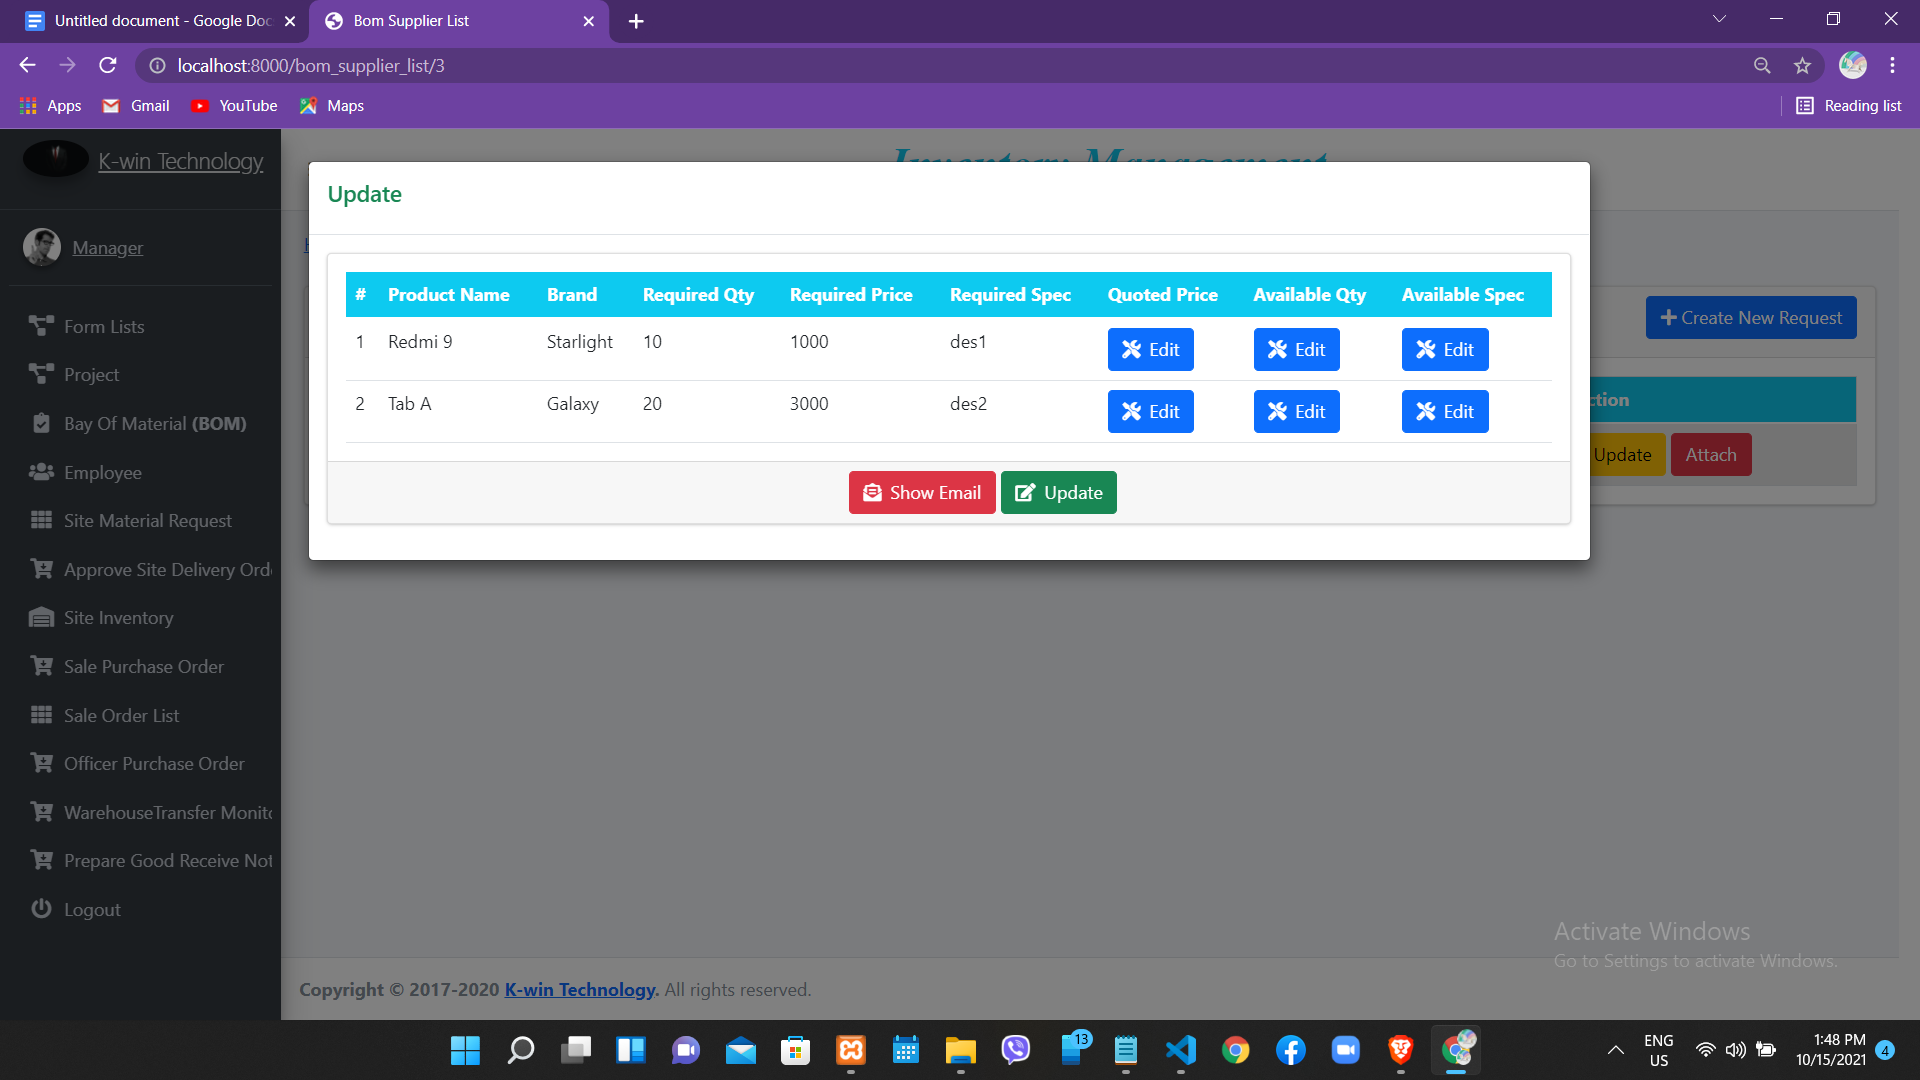 Untitled document - Google Doc
Bom Supplier List
localhost:8000/bom_supplier_list/3
Apps
Gmail
YouTube
Maps
Reading list
K-win Technology
Inventory Management
Manager
Form Lists
Project
Bay Of Material (BOM)
Employee
Site Material Request
Approve Site Delivery Orde
Site Inventory
Sale Purchase Order
Sale Order List
Officer Purchase Order
WarehouseTransfer Monito
Prepare Good Receive Not
Logout
Update
# Product Name Brand Required Qty Required Price Required Spec Quoted Price Available Qty Available Spec
1 Redmi 9 Starlight 10 1000 des1 Edit Edit Edit
2 Tab A Galaxy 20 3000 des2 Edit Edit Edit
Show Email Update
Create New Request
ction
Update Attach
Activate Windows
Go to Settings to activate Windows.
Copyright © 2017-2020 K-win Technology. All rights reserved.
13
ENG
US
1:48 PM
10/15/2021
4